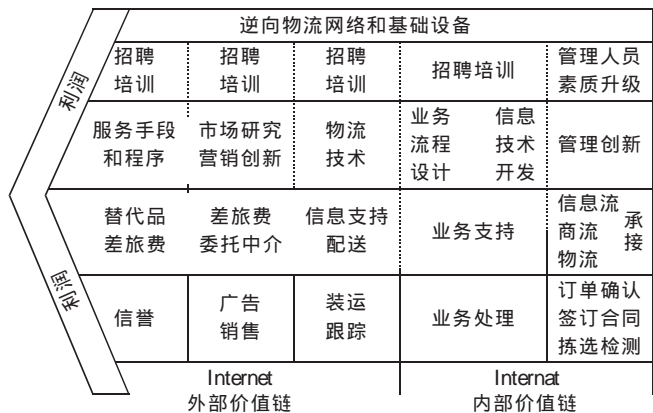 逆向物流网络和基础设备
利润
招聘
培训
招聘
培训
招聘
培训
招聘培训
管理人员
素质升级
服务手段
和程序
市场研究
营销创新
物流
技术
业务
流程
设计
信息
技术
开发
管理创新
替代品
差旅费
差旅费
委托中介
信息支持
配送
业务支持
信息流
商流
物流
承接
利润
信誉
广告
销售
装运
跟踪
业务处理
订单确认
签订合同
拣选检测
Internet
外部价值链
Internat
内部价值链